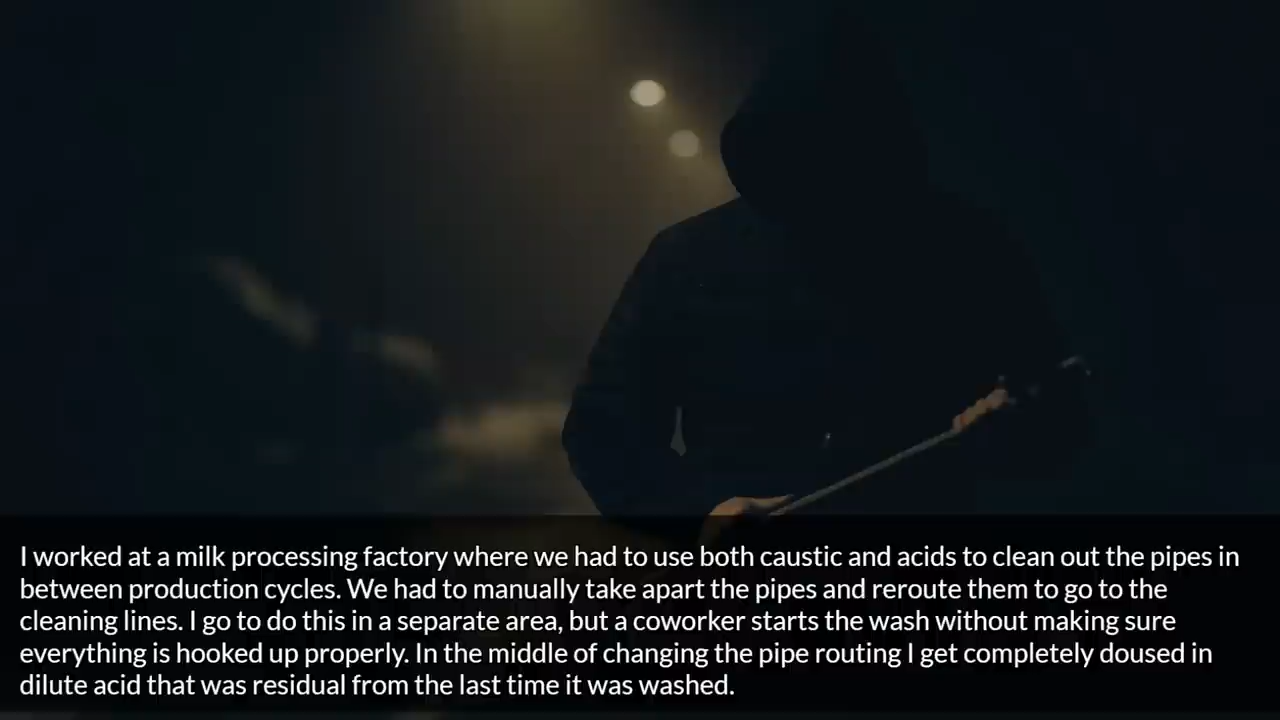 I worked at a milk processing factory where we had to use both caustic and acids to clean out the pipes in
between production cycles. We had to manually take apart the pipes and reroute them to go to the
cleaning lines. I go to do this in a separate area, but a coworker starts the wash without making sure
everything is hooked up properly. In the middle of changing the pipe routing I get completely doused in
dilute acid that was residual from the last time it was washed.